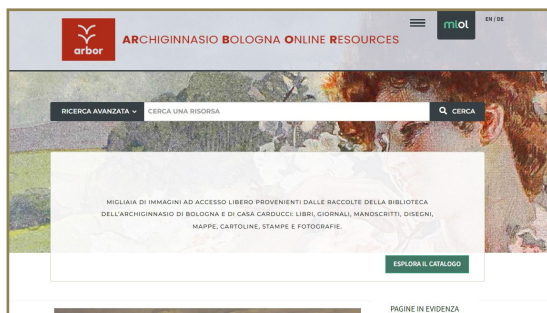 arbor
ARCHIGINNASIO BOLOGNA ONLINE RESOURCES
mlol
EN / DE
RICERCA AVANZATA
CERCA UNA RISORSA
CERCA
MIGLIAIA DI IMMAGINI AD ACCESSO LIBERO PROVENIENTI DALLE RACCOLTE DELLA BIBLIOTECA
DELL'ARCHIGINNASIO DI BOLOGNA E DI CASA CARDUCCI: LIBRI, GIORNALI, MANOSCRITTI, DISEGNI,
MAPPE, CARTOLINE, STAMPE E FOTOGRAFIE.
ESPLORA IL CATALOGO
PAGINE IN EVIDENZA